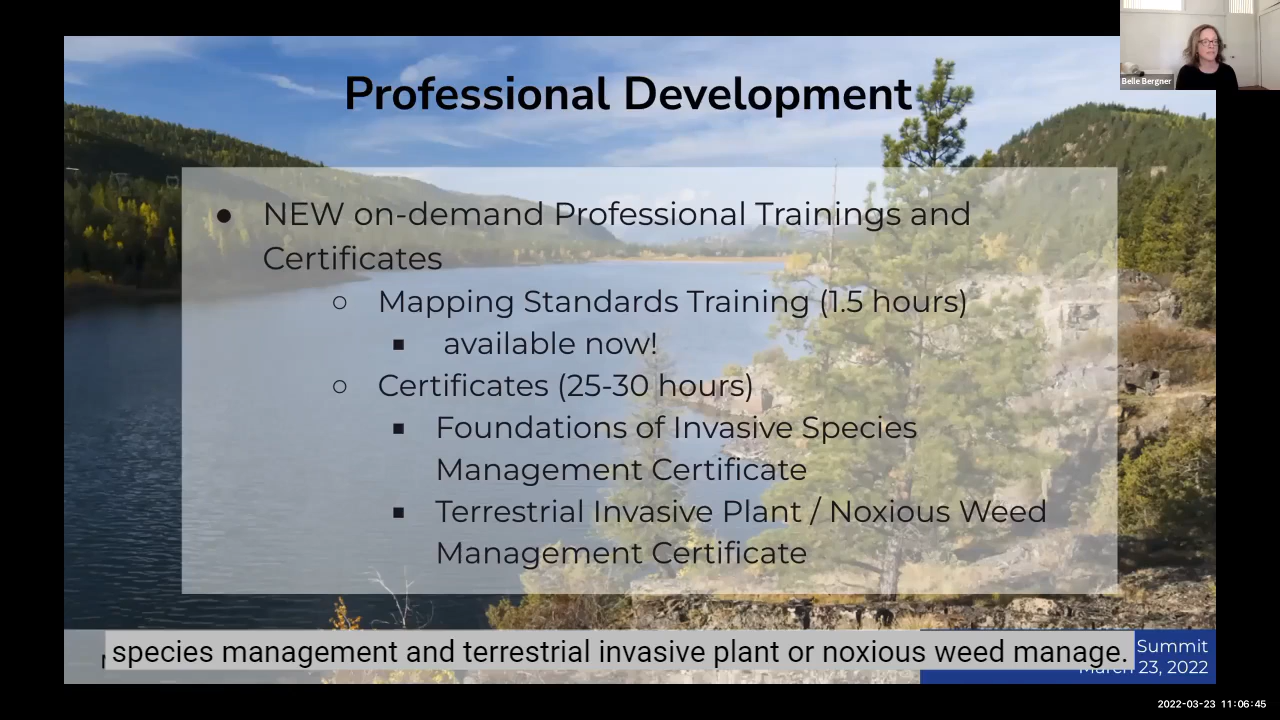 Belle Bergner
Professional Development
● NEW on-demand Professional Trainings and
Certificates
○ Mapping Standards Training (1.5 hours)
■ available now!
○ Certificates (25-30 hours)
■ Foundations of Invasive Species
Management Certificate
■ Terrestrial Invasive Plant / Noxious Weed
Management Certificate
species management and terrestrial invasive plant or noxious weed manage.
Summit
March 23, 2022
2022-03-23 11:06:45